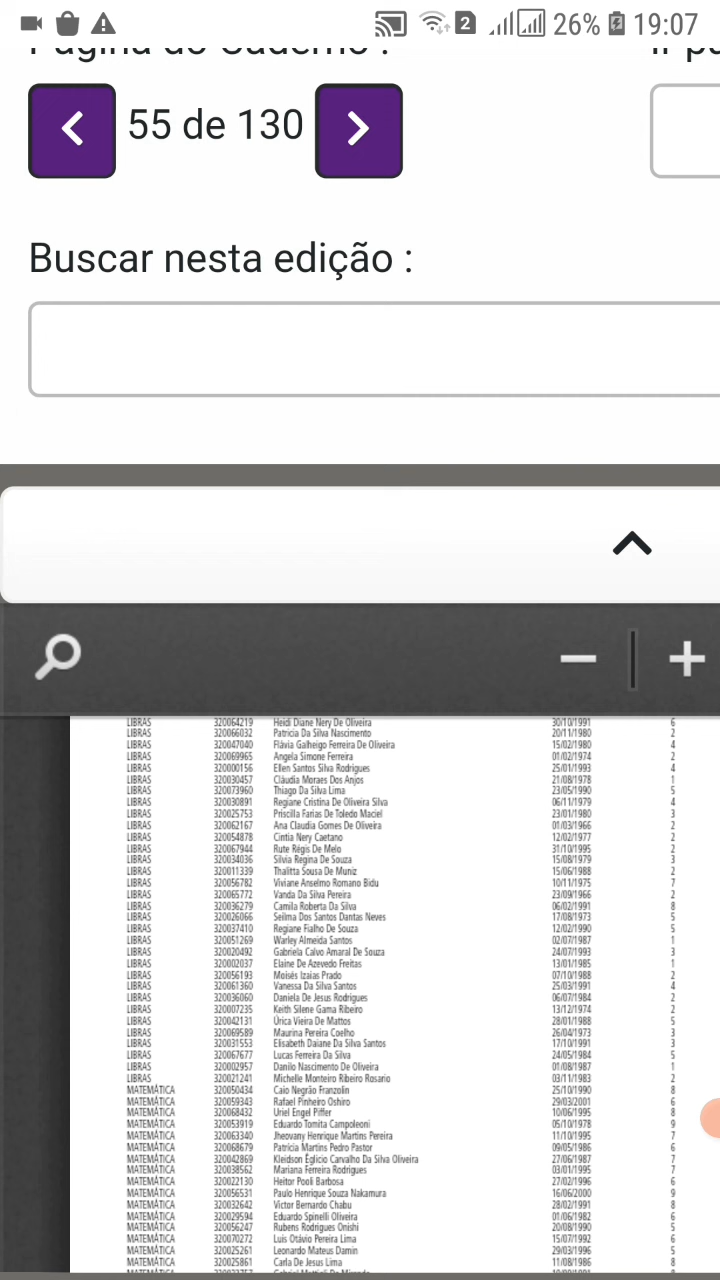 2 26% 19:07
55 de 130
Buscar nesta edição :
LIBRAS 320064219 Heidi Diane Nery De Oliveira 30/10/1991 6
LIBRAS 320066032 Patricia Da Silva Nascimento 20/11/1980 2
LIBRAS 320047040 Flávia Galheigo Ferreira De Oliveira 15/02/1980 4
LIBRAS 320069965 Angela Simone Ferreira 01/02/1974 2
LIBRAS 320000156 Ellen Santos Silva Rodrigues 25/01/1993 4
LIBRAS 320030457 Cláudia Moraes Dos Anjos 21/08/1978 1
LIBRAS 320073960 Thiago Da Silva Lima 23/05/1990 5
LIBRAS 320030891 Regiane Cristina De Oliveira Silva 06/11/1979 4
LIBRAS 320025753 Priscilla Farias De Toledo Maciel 23/01/1980 3
LIBRAS 320062167 Ana Claudia Gomes De Oliveira 01/03/1966 2
LIBRAS 320054878 Cintia Nery Caetano 12/02/1977 2
LIBRAS 320067944 Rute Régis De Melo 31/10/1995 2
LIBRAS 320034036 Silvia Regina De Souza 15/08/1979 3
LIBRAS 320011339 Thalitta Sousa De Muniz 15/06/1988 2
LIBRAS 320056782 Viviane Anselmo Romano Bidu 10/11/1975 7
LIBRAS 320065772 Vanda Da Silva Pereira 23/09/1966 2
LIBRAS 320036279 Camila Roberta Da Silva 06/02/1991 8
LIBRAS 320026066 Seilma Dos Santos Dantas Neves 17/08/1973 5
LIBRAS 320037410 Regiane Fialho De Souza 12/02/1990 5
LIBRAS 320051269 Warley Almeida Santos 02/07/1987 1
LIBRAS 320020492 Gabriela Calvo Amaral De Souza 24/07/1993 3
LIBRAS 320002037 Elaine De Azevedo Freitas 13/01/1985 1
LIBRAS 320056193 Moisés Izaias Prado 07/10/1988 2
LIBRAS 320061360 Vanessa Da Silva Santos 25/03/1991 4
LIBRAS 320036060 Daniela De Jesus Rodrigues 06/07/1984 2
LIBRAS 320007235 Keith Silene Gama Ribeiro 13/12/1974 2
LIBRAS 320042131 Úrica Vieira De Mattos 28/01/1988 5
LIBRAS 320069589 Maurina Pereira Coelho 26/04/1973 3
LIBRAS 320031553 Elisabeth Daiane Da Silva Santos 17/10/1991 3
LIBRAS 320067677 Lucas Ferreira Da Silva 24/05/1984 5
LIBRAS 320002957 Danilo Nascimento De Oliveira 01/08/1987 1
LIBRAS 320021241 Michelle Monteiro Ribeiro Rosario 03/11/1983 2
MATEMÁTICA 320050434 Caio Negrão Franzolin 25/10/1990 8
MATEMÁTICA 320059343 Rafael Pinheiro Oshiro 29/03/2001 6
MATEMÁTICA 320068432 Uriel Engel Piffer 10/06/1995 8
MATEMÁTICA 320053919 Eduardo Tomita Campoleoni 05/10/1978 9
MATEMÁTICA 320063340 Jheovany Henrique Martins Pereira 11/10/1995 7
MATEMÁTICA 320068679 Patricia Martins Pedro Pastor 09/05/1986 6
MATEMÁTICA 320042869 Kleidson Eglicio Carvalho Da Silva Oliveira 27/06/1987 7
MATEMÁTICA 320038562 Mariana Ferreira Rodrigues 03/01/1995 7
MATEMÁTICA 320022130 Heitor Pooli Barbosa 27/02/1996 6
MATEMÁTICA 320056531 Paulo Henrique Souza Nakamura 16/06/2000 9
MATEMÁTICA 320032642 Victor Bernardo Chabu 28/02/1991 8
MATEMÁTICA 320029594 Eduardo Spinelli Oliveira 01/06/1982 6
MATEMÁTICA 320056247 Rubens Rodrigues Onishi 20/08/1990 5
MATEMÁTICA 320070272 Luis Otávio Pereira Lima 15/07/1992 6
MATEMÁTICA 320025261 Leonardo Mateus Damin 29/03/1996 5
MATEMÁTICA 320025861 Carla De Jesus Lima 11/08/1986 8